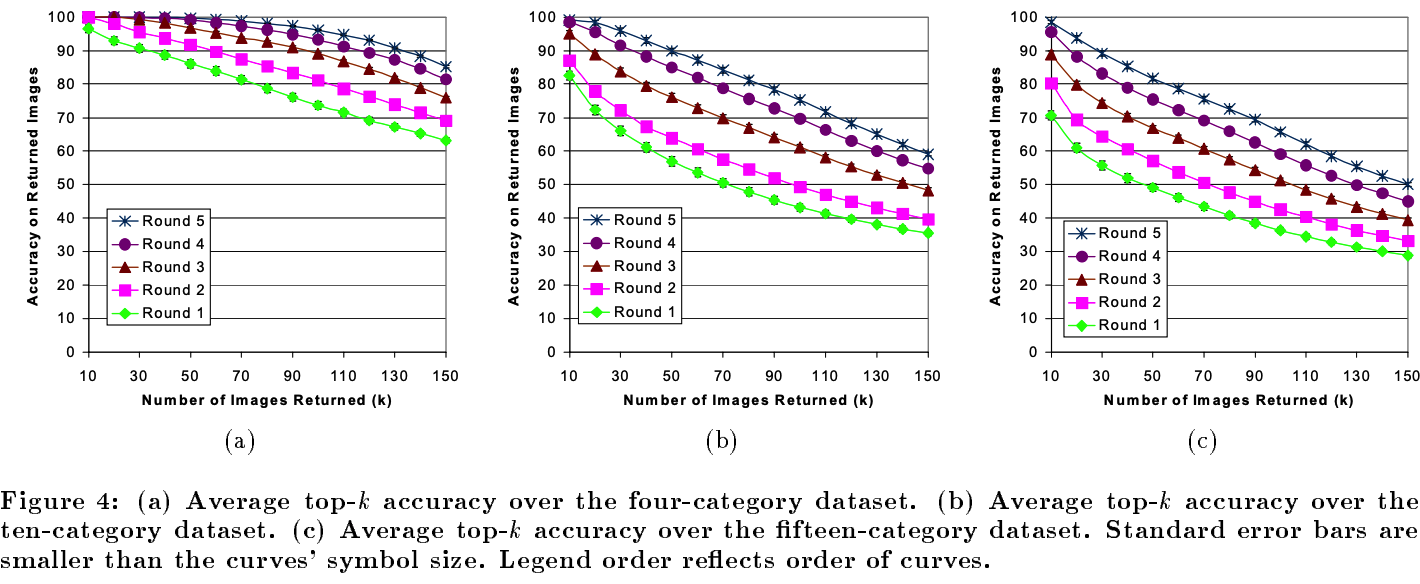 100
90
80
70
60
50
40
30
20
10
0
Accuracy on Returned Images
Round 5
Round 4
Round 3
Round 2
Round 1
10 30 50 70 90 110 130 150
Number of Images Returned (k)
(a)
100
90
80
70
60
50
40
30
20
10
0
Accuracy on Returned Images
Round 5
Round 4
Round 3
Round 2
Round 1
10 30 50 70 90 110 130 150
Number of Images Returned (k)
(b)
100
90
80
70
60
50
40
30
20
10
0
Accuracy on Returned Images
Round 5
Round 4
Round 3
Round 2
Round 1
10 30 50 70 90 110 130 150
Number of Images Returned (k)
(c)
Figure 4: (a) Average top-k accuracy over the four-category dataset. (b) Average top-k accuracy over the
ten-category dataset. (c) Average top-k accuracy over the fifteen-category dataset. Standard error bars are
smaller than the curves' symbol size. Legend order reflects order of curves.